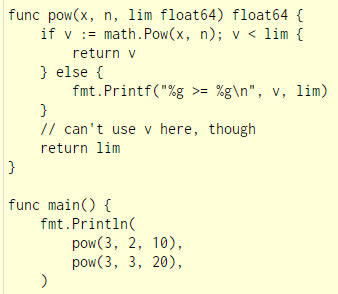 func pow(x, n, lim float64) float64 {
    if v := math.Pow(x, n); v < lim {
        return v
    } else {
        fmt.Printf("%g >= %g\n", v, lim)
    }
    // can't use v here, though
    return lim
}

func main() {
    fmt.Println(
        pow(3, 2, 10),
        pow(3, 3, 20),
    )